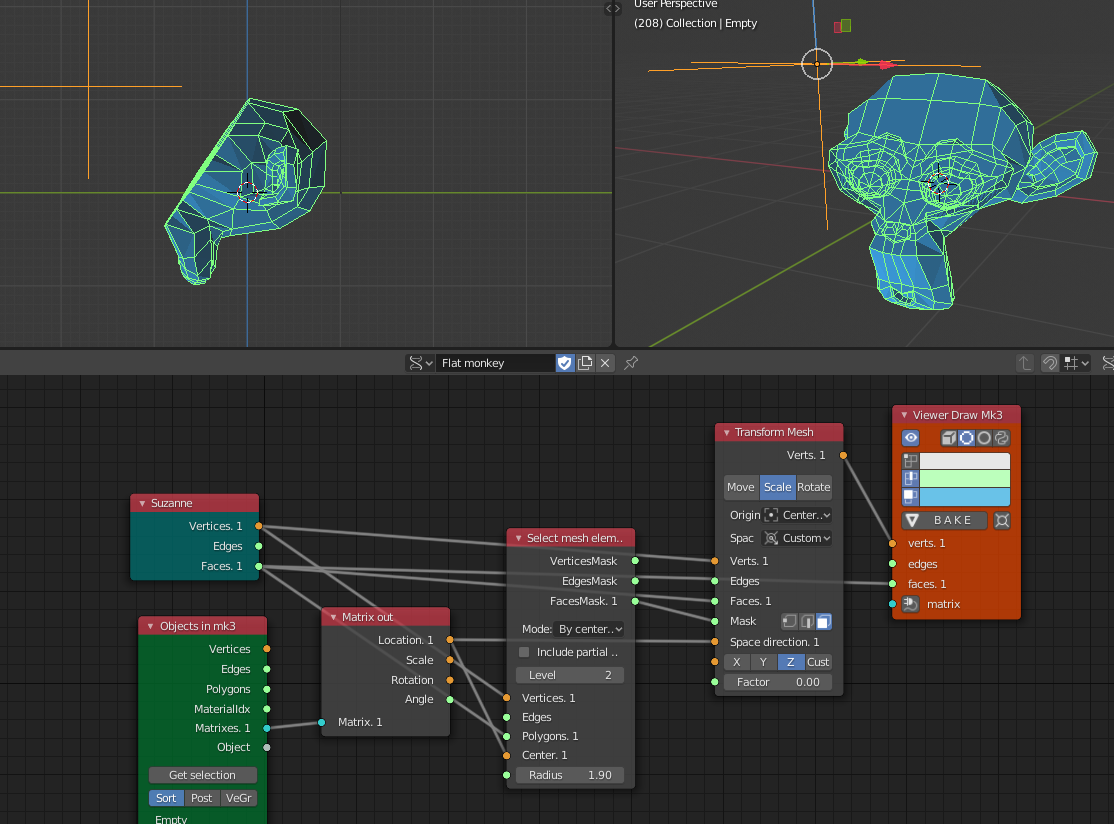 User Perspective
(208) Collection | Empty
Flat monkey
Viewer Draw Mk3
BAKE
verts. 1
edges
faces. 1
matrix
Transform Mesh
Verts. 1
Move Scale Rotate
Origin Center..
Spac Custom
Verts. 1
Edges
Faces. 1
Mask
Space direction. 1
X Y Z Cust
Factor 0.00
Suzanne
Vertices. 1
Edges
Faces. 1
Select mesh elem..
VerticesMask
EdgesMask
FacesMask. 1
Mode: By center..
Include partial ..
Level 2
Vertices. 1
Edges
Polygons. 1
Center. 1
Radius 1.90
Matrix out
Location. 1
Scale
Rotation
Angle
Matrix. 1
Objects in mk3
Vertices
Edges
Polygons
MaterialIdx
Matrixes. 1
Object
Get selection
Sort Post VeGr
Empty